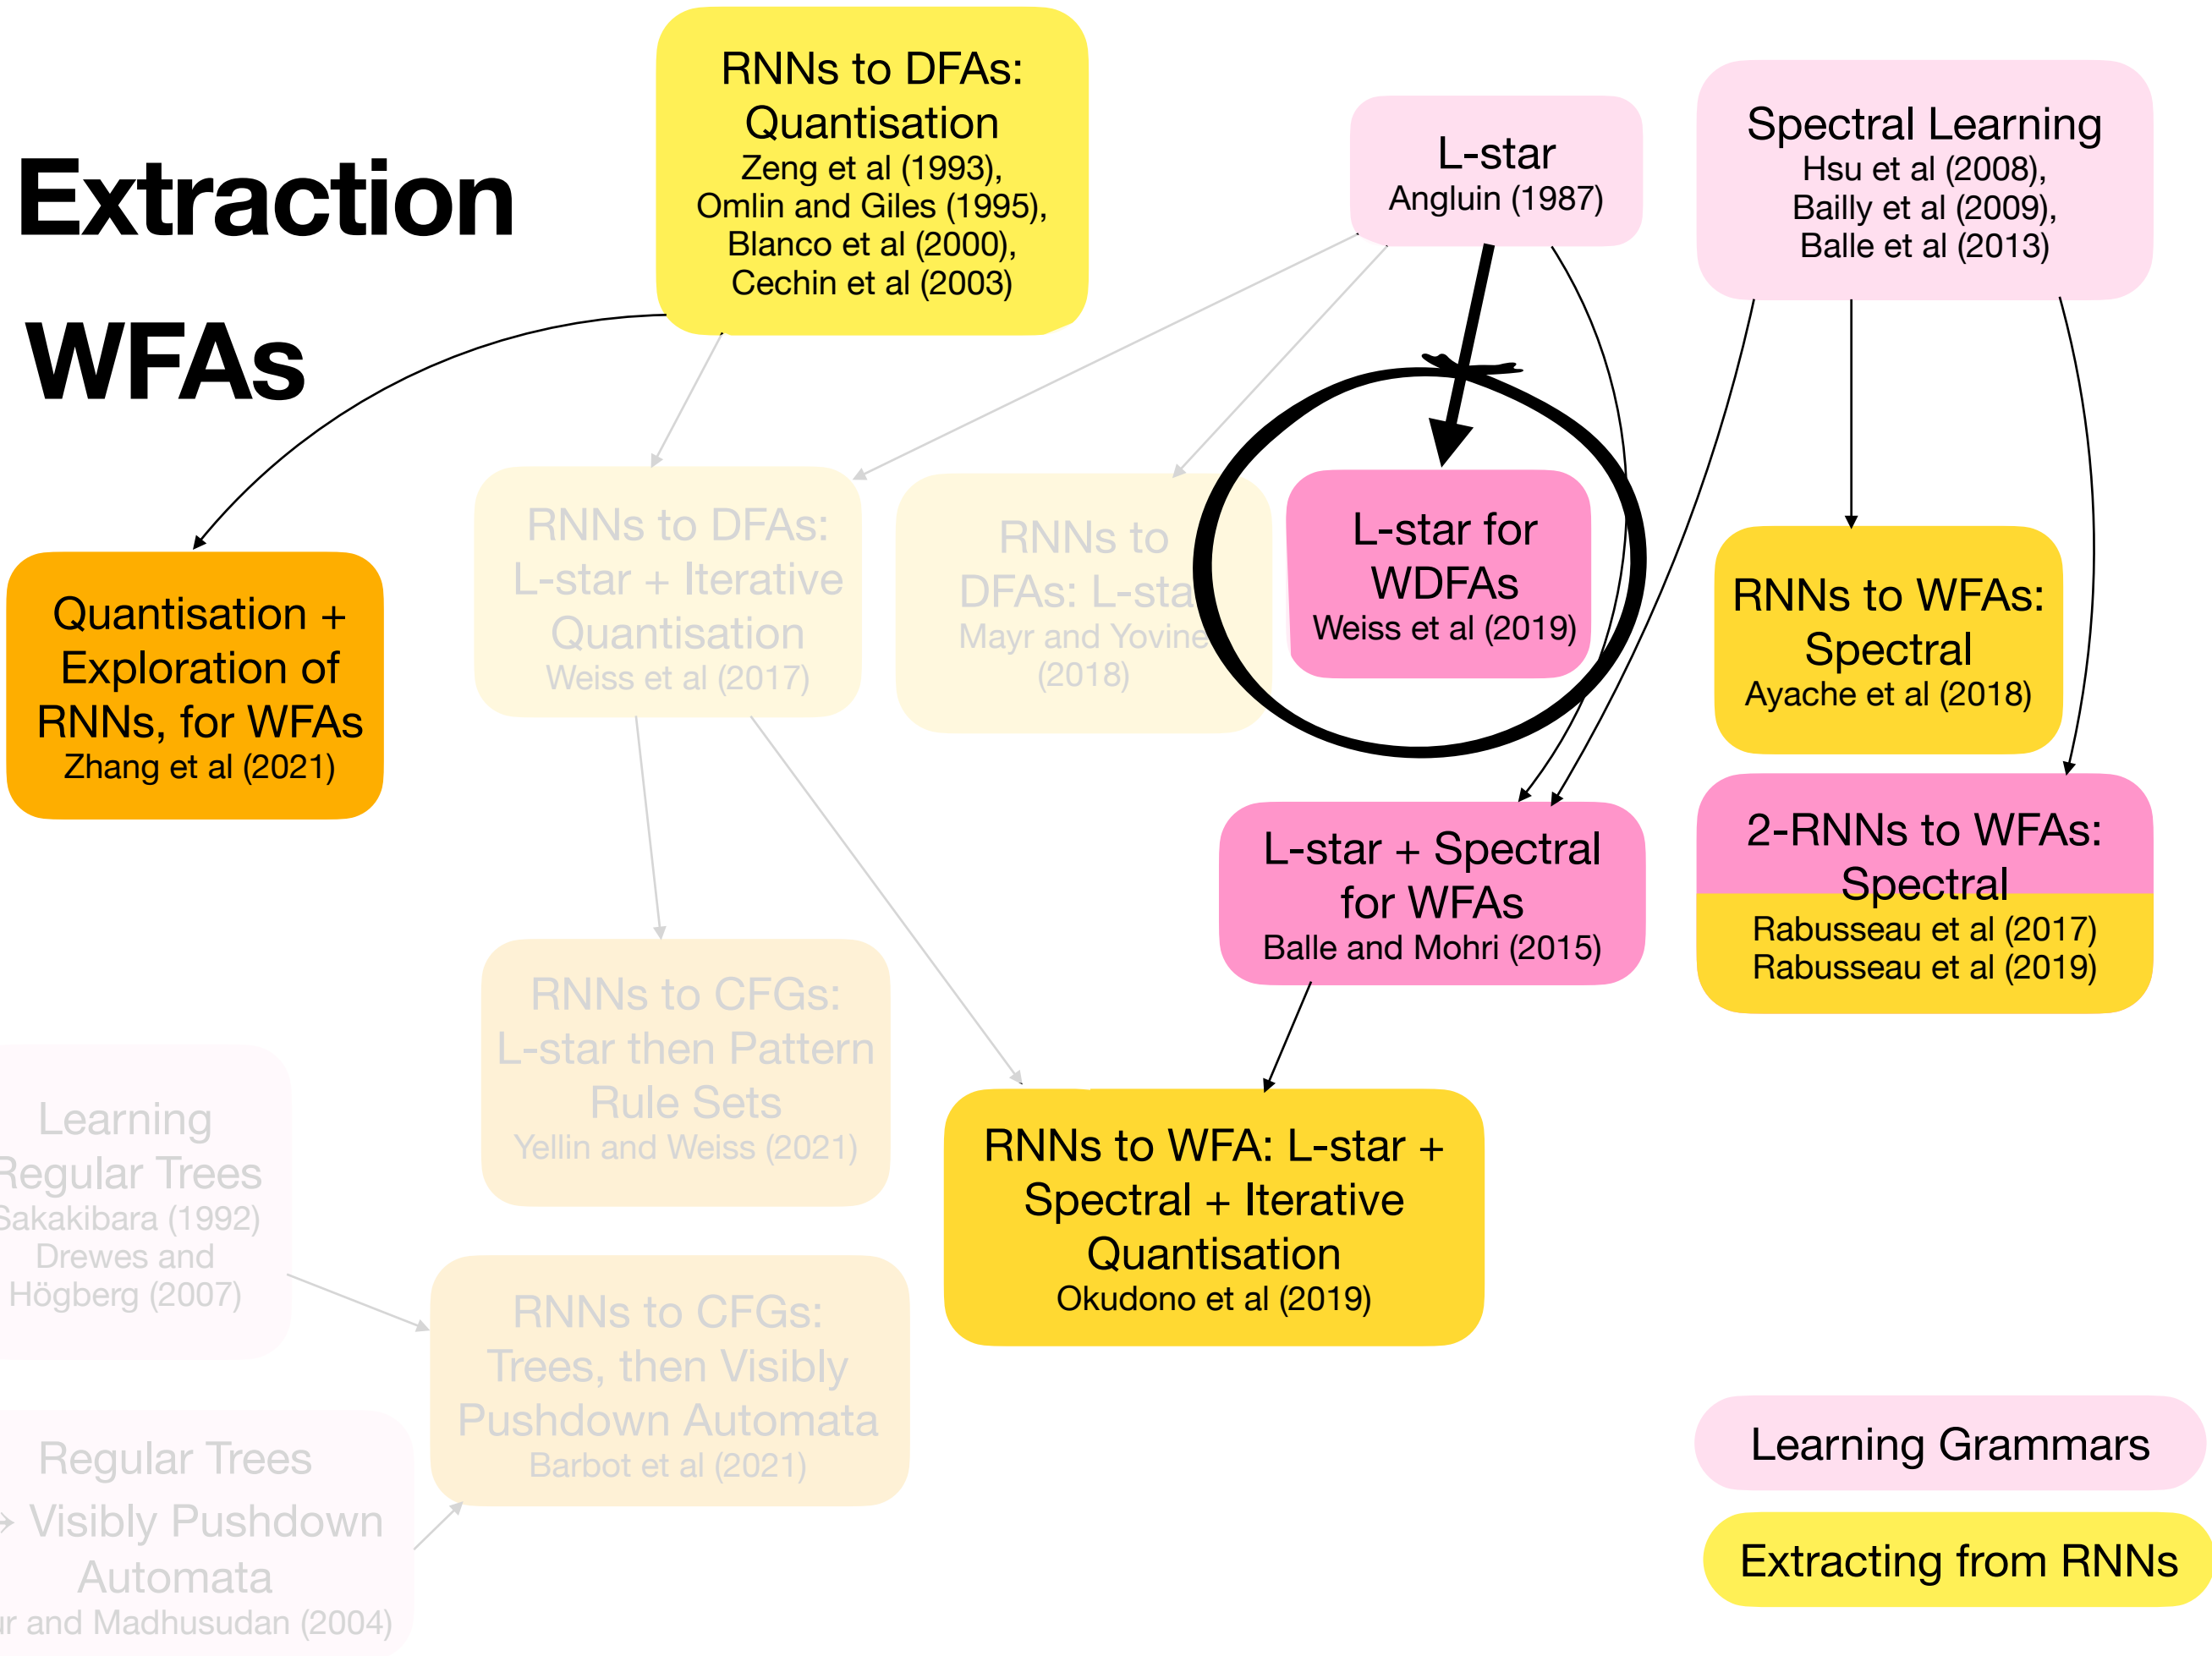 Extraction
WFAs
RNNs to DFAs:
Quantisation
Zeng et al (1993),
Omlin and Giles (1995),
Blanco et al (2000),
Cechin et al (2003)
L-star
Angluin (1987)
Spectral Learning
Hsu et al (2008),
Bailly et al (2009),
Balle et al (2013)
Quantisation +
Exploration of
RNNs, for WFAs
Zhang et al (2021)
RNNs to DFAs:
L-star + Iterative
Quantisation
Weiss et al (2017)
RNNs to
DFAs: L-sta
Mayr and Yovine
(2018)
L-star for
WDFAs
Weiss et al (2019)
RNNs to WFAs:
Spectral
Ayache et al (2018)
L-star + Spectral
for WFAs
Balle and Mohri (2015)
2-RNNs to WFAs:
Spectral
Rabusseau et al (2017)
Rabusseau et al (2019)
RNNs to CFGs:
L-star then Pattern
Rule Sets
Yellin and Weiss (2021)
Learning
Regular Trees
Sakakibara (1992)
Drewes and
Högberg (2007)
RNNs to WFA: L-star +
Spectral + Iterative
Quantisation
Okudono et al (2019)
RNNs to CFGs:
Trees, then Visibly
Pushdown Automata
Barbot et al (2021)
Regular Trees
→ Visibly Pushdown
Automata
ur and Madhusudan (2004)
Learning Grammars
Extracting from RNNs